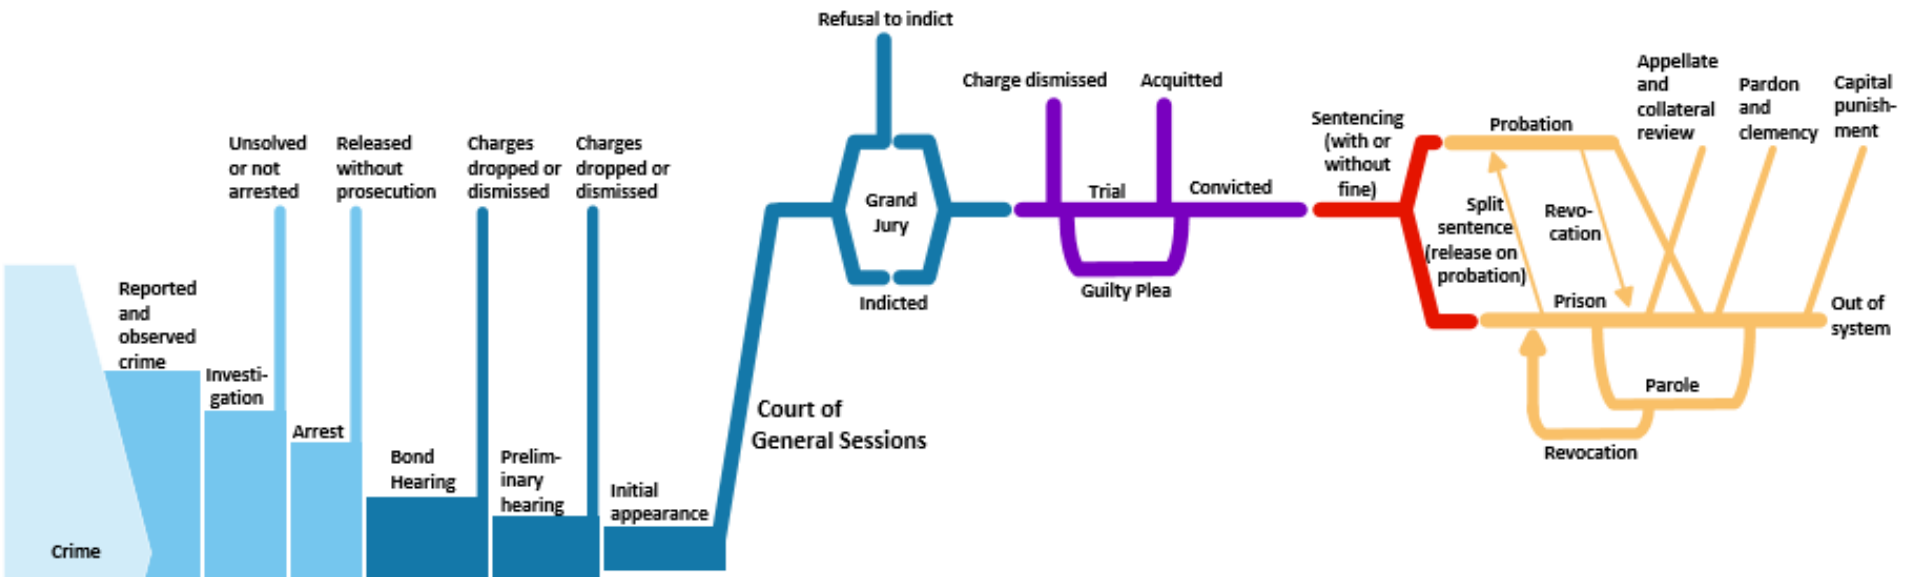 Crime
Reported
and
observed
crime
Investi-
gation
Unsolved
or not
arrested
Arrest
Released
without
prosecution
Bond
Hearing
Charges
dropped or
dismissed
Prelim-
inary
hearing
Charges
dropped or
dismissed
Initial
appearance
Court of
General Sessions
Refusal to indict
Grand
Jury
Indicted
Charge dismissed
Acquitted
Trial
Convicted
Guilty Plea
Sentencing
(with or
without
fine)
Probation
Split
sentence
(release on
probation)
Revo-
cation
Prison
Appellate
and
collateral
review
Pardon
and
clemency
Capital
punish-
ment
Out of
system
Parole
Revocation